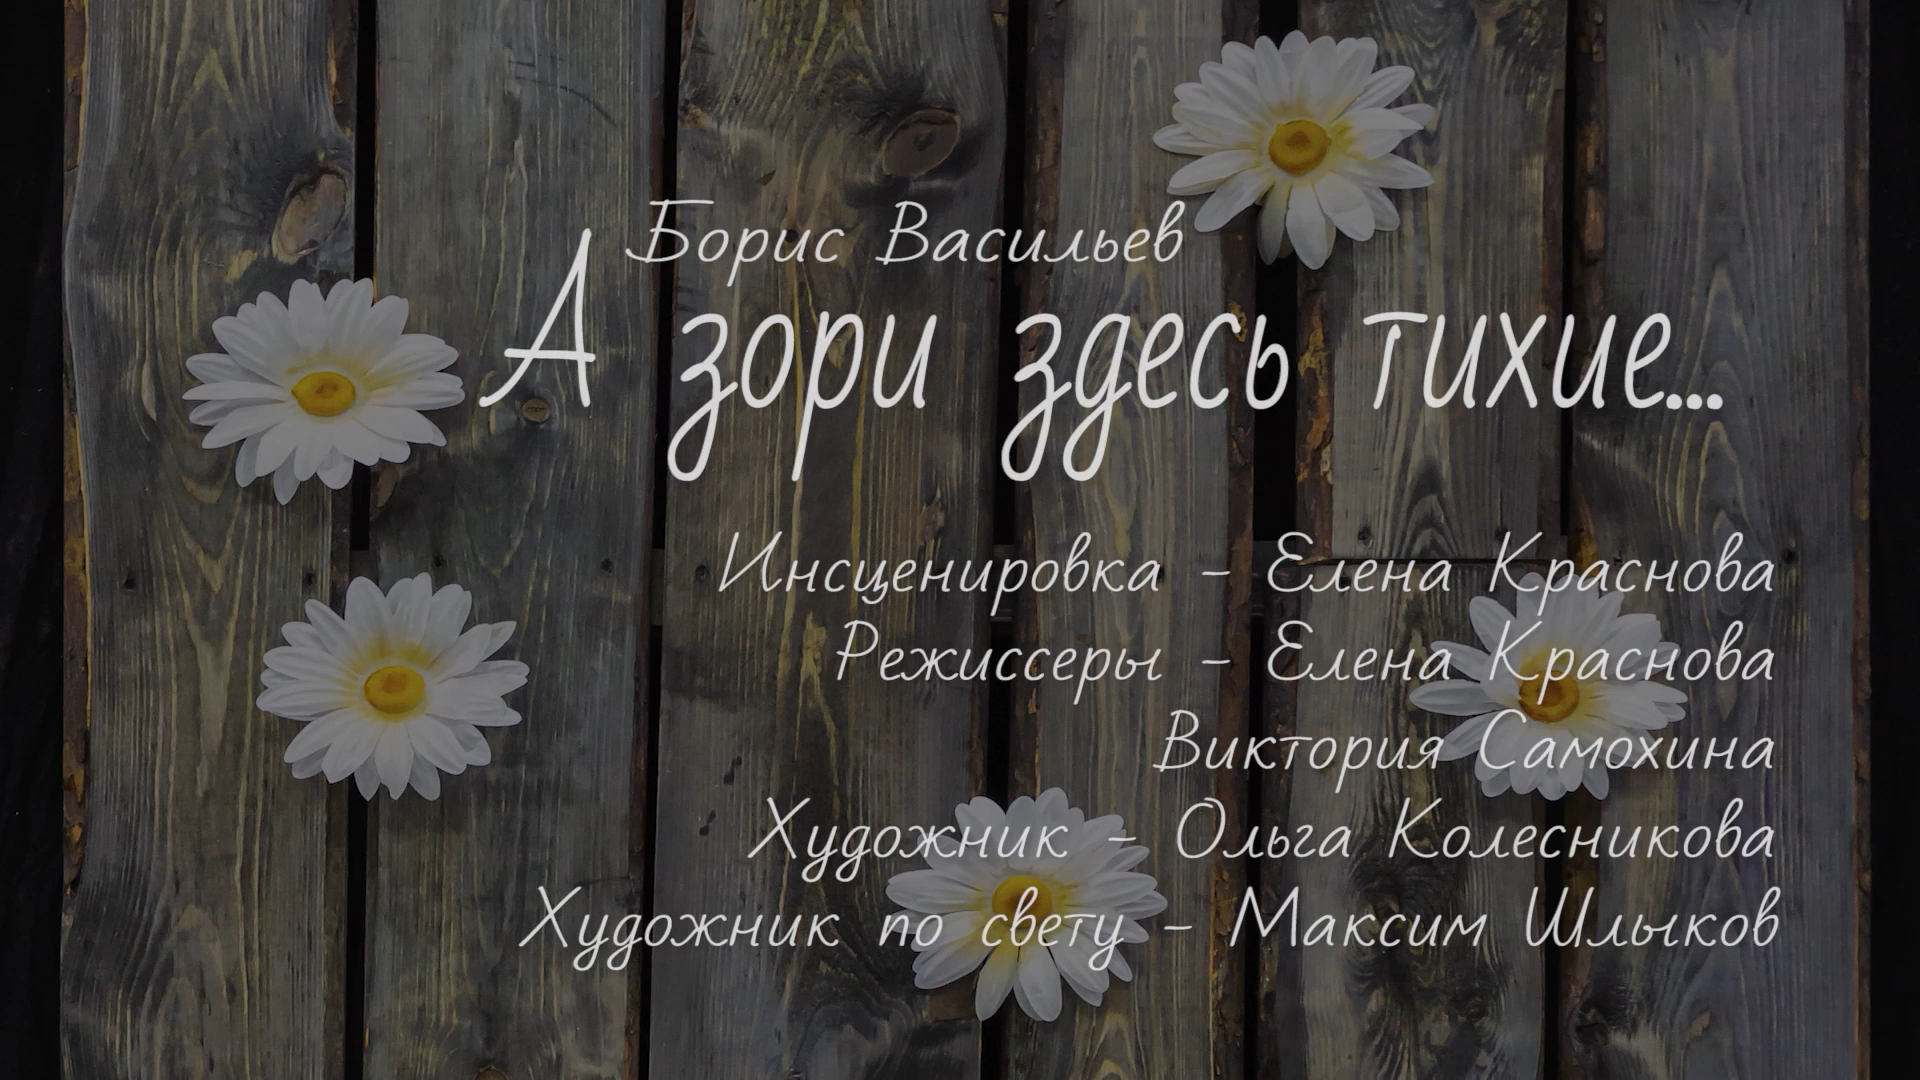 Борис Васильев
А зори здесь тихие...
Инсценировка - Елена Краснова
Режиссеры - Елена Краснова
Виктория Самохина
Художник - Ольга Колесникова
Художник по свету - Максим Шлыков